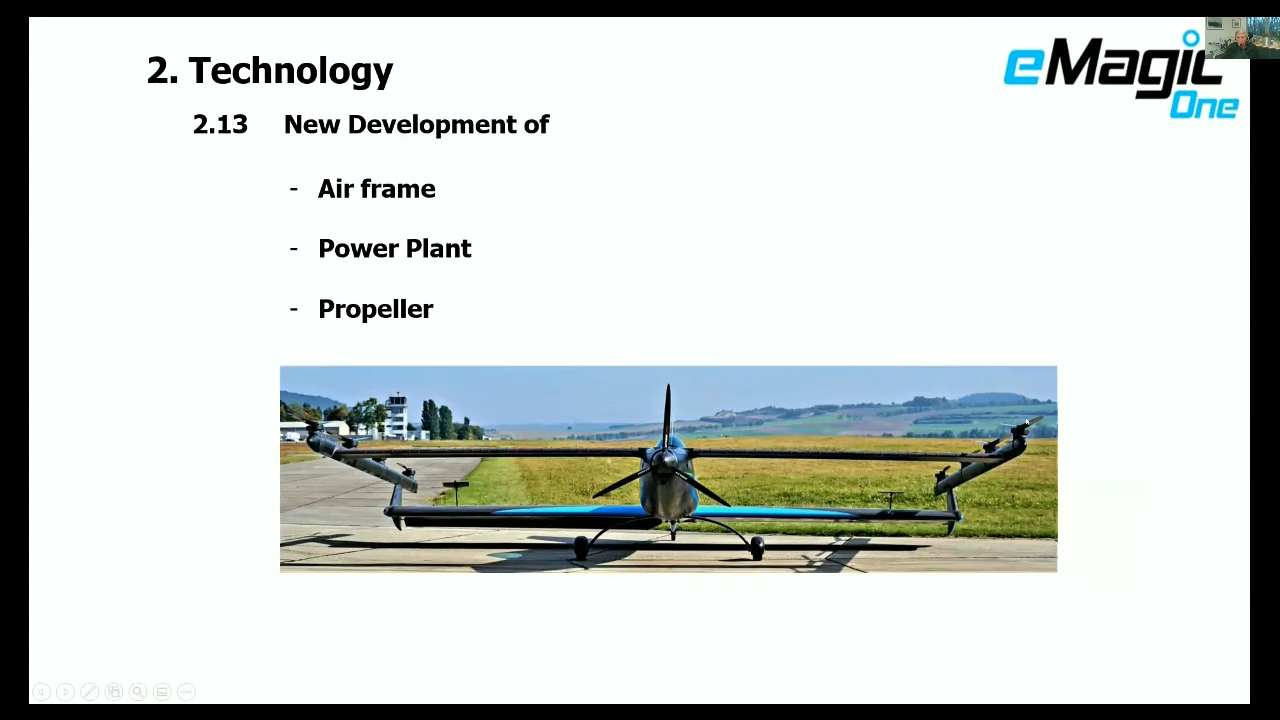 2. Technology
eMagic
One
2.13 New Development of
- Air frame
- Power Plant
- Propeller